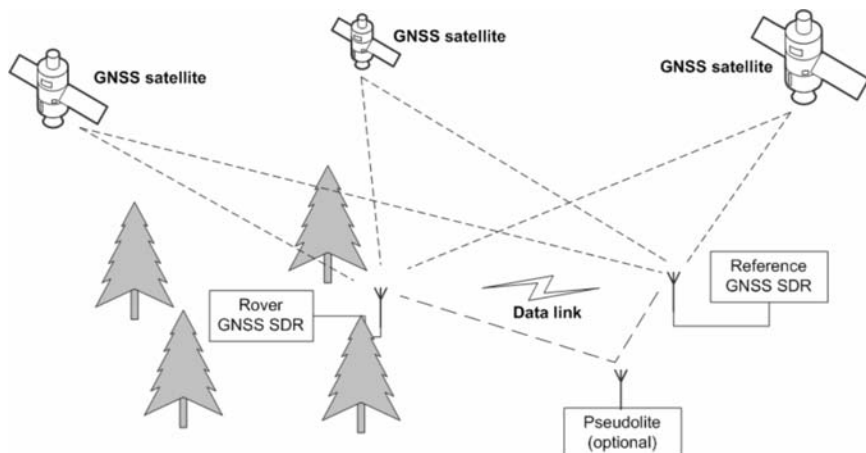 GNSS satellite
GNSS satellite
GNSS satellite
Rover
GNSS SDR
Data link
Reference
GNSS SDR
Pseudolite
(optional)